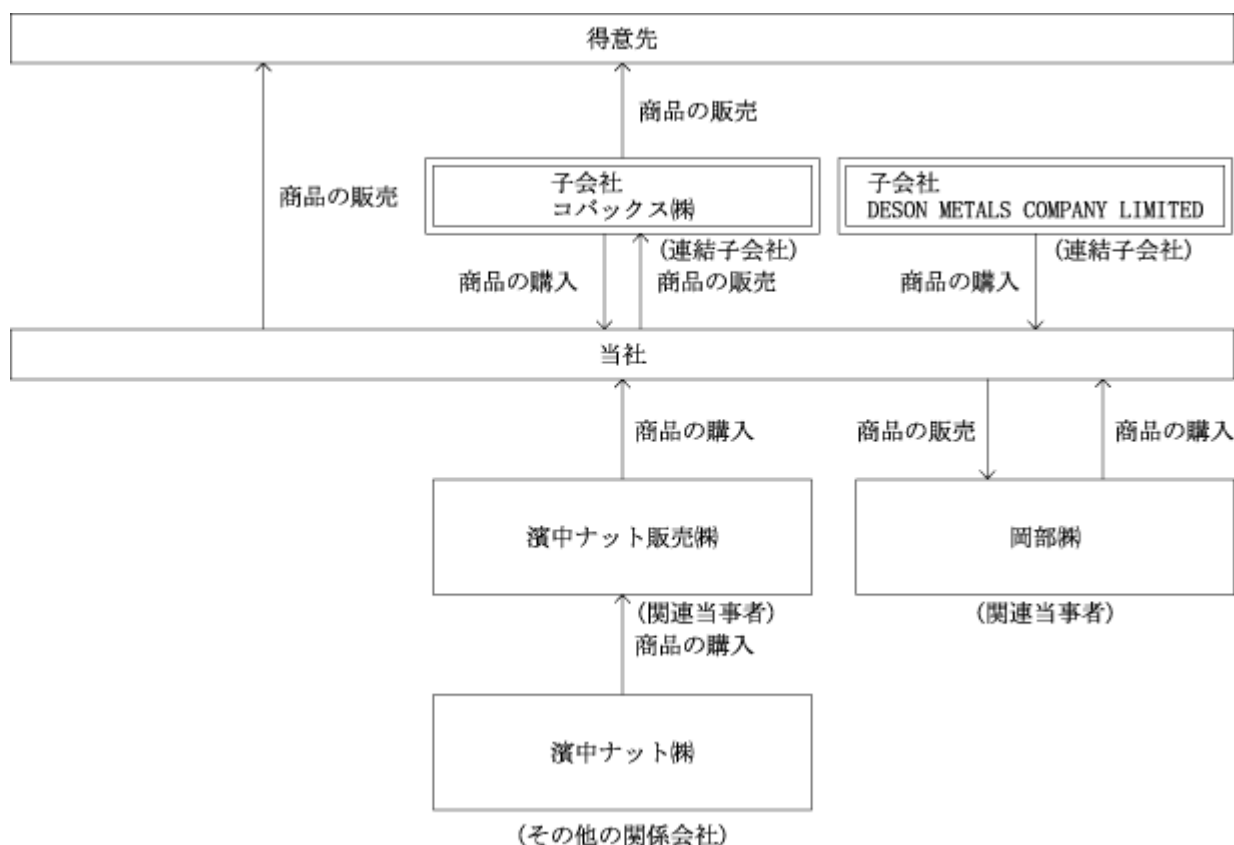 得意先
商品の販売
商品の販売
子会社
コバックス㈱
子会社
DESON METALS COMPANY LIMITED
(連結子会社)
(連結子会社)
商品の購入
商品の販売
商品の購入
当社
商品の購入
商品の販売
商品の購入
濱中ナット販売㈱
岡部㈱
(関連当事者)
(関連当事者)
商品の購入
濱中ナット㈱
(その他の関係会社)